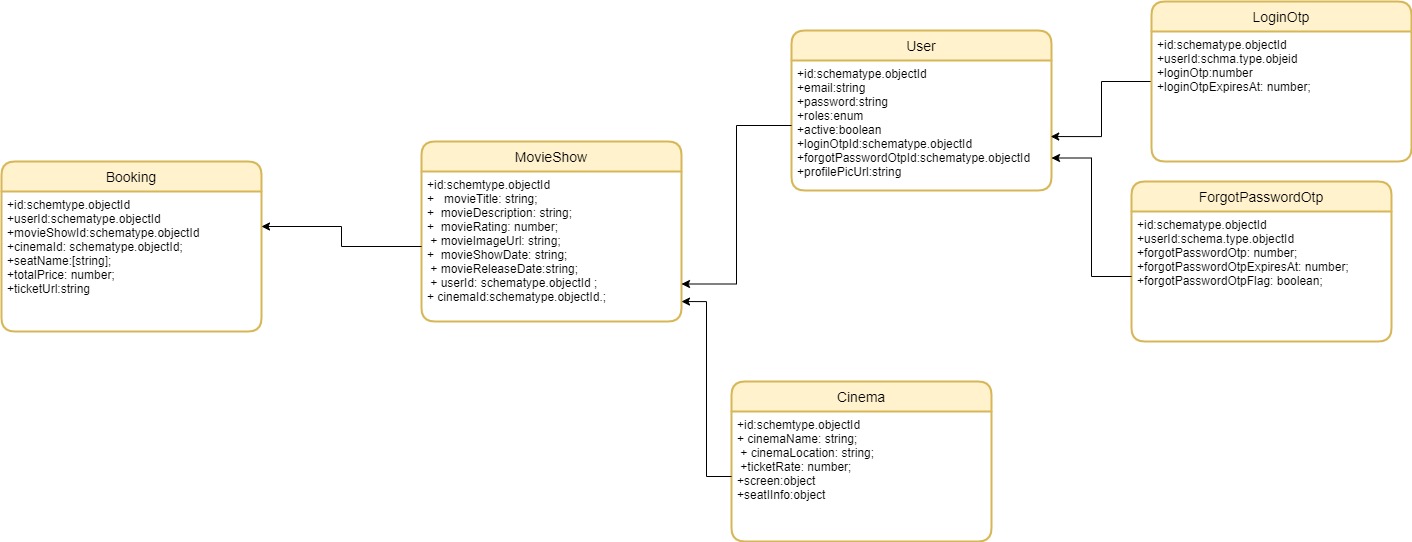 LoginOtp
+id:schematype.objectId
+userId:schma.type.objeid
+loginOtp:number
+loginOtpExpiresAt: number;
User
+id:schematype.objectId
+email:string
+password:string
+roles:enum
+active:boolean
+loginOtpId:schematype.objectId
+forgotPasswordOtpId:schematype.objectId
+profilePicUrl:string
MovieShow
+id:schemtype.objectId
+ movieTitle: string;
+ movieDescription: string;
+ movieRating: number;
+ movieImageUrl: string;
+ movieShowDate: string;
+ movieReleaseDate:string;
+ userId: schematype.objectId ;
+ cinemaId:schematype.objectId.;
Booking
+id:schemtype.objectId
+userId:schematype.objectId
+movieShowId:schematype.objectId
+cinemaId: schematype.objectId;
+seatName:[string];
+totalPrice: number;
+ticketUrl:string
ForgotPasswordOtp
+id:schematype.objectId
+userId:schema.type.objectId
+forgotPasswordOtp: number;
+forgotPasswordOtpExpiresAt: number;
+forgotPasswordOtpFlag: boolean;
Cinema
+id:schemtype.objectId
+ cinemaName: string;
+ cinemaLocation: string;
+ticketRate: number;
+screen:object
+seatIInfo:object